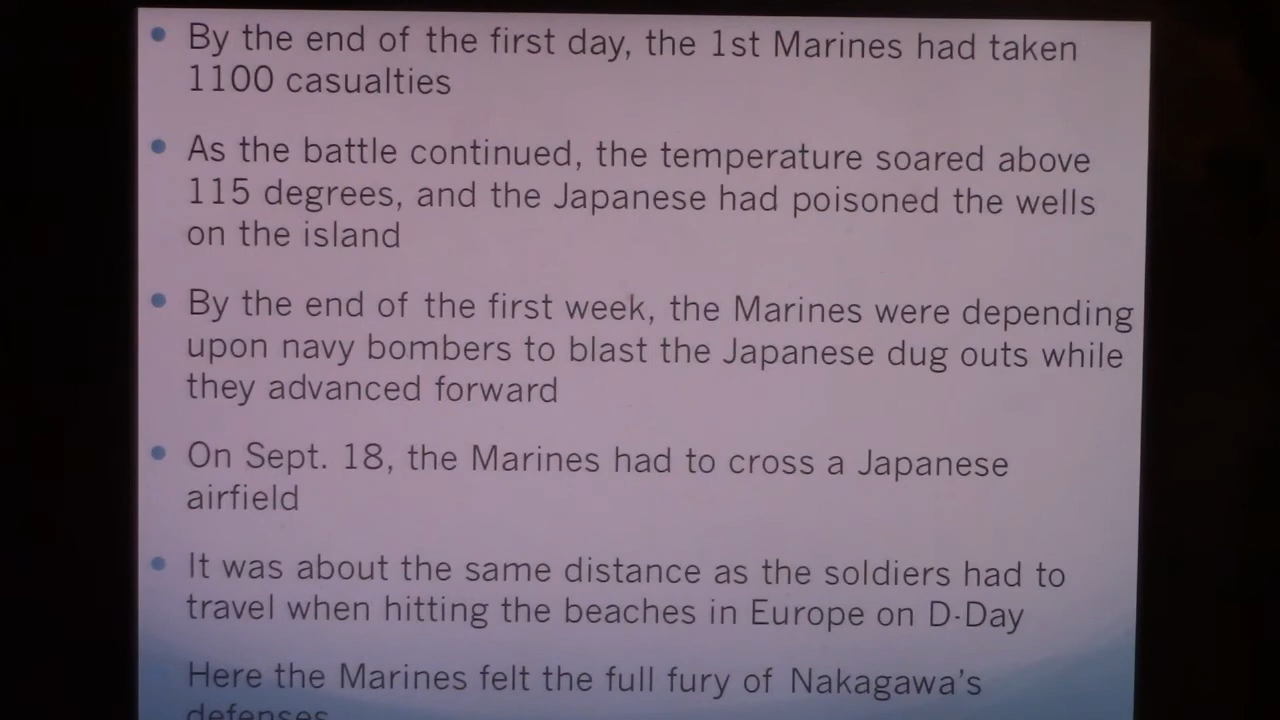 • By the end of the first day, the 1st Marines had taken
1100 casualties
• As the battle continued, the temperature soared above
115 degrees, and the Japanese had poisoned the wells
on the island
• By the end of the first week, the Marines were depending
upon navy bombers to blast the Japanese dug outs while
they advanced forward
• On Sept. 18, the Marines had to cross a Japanese
airfield
• It was about the same distance as the soldiers had to
travel when hitting the beaches in Europe on D-Day
Here the Marines felt the full fury of Nakagawa's
defenses